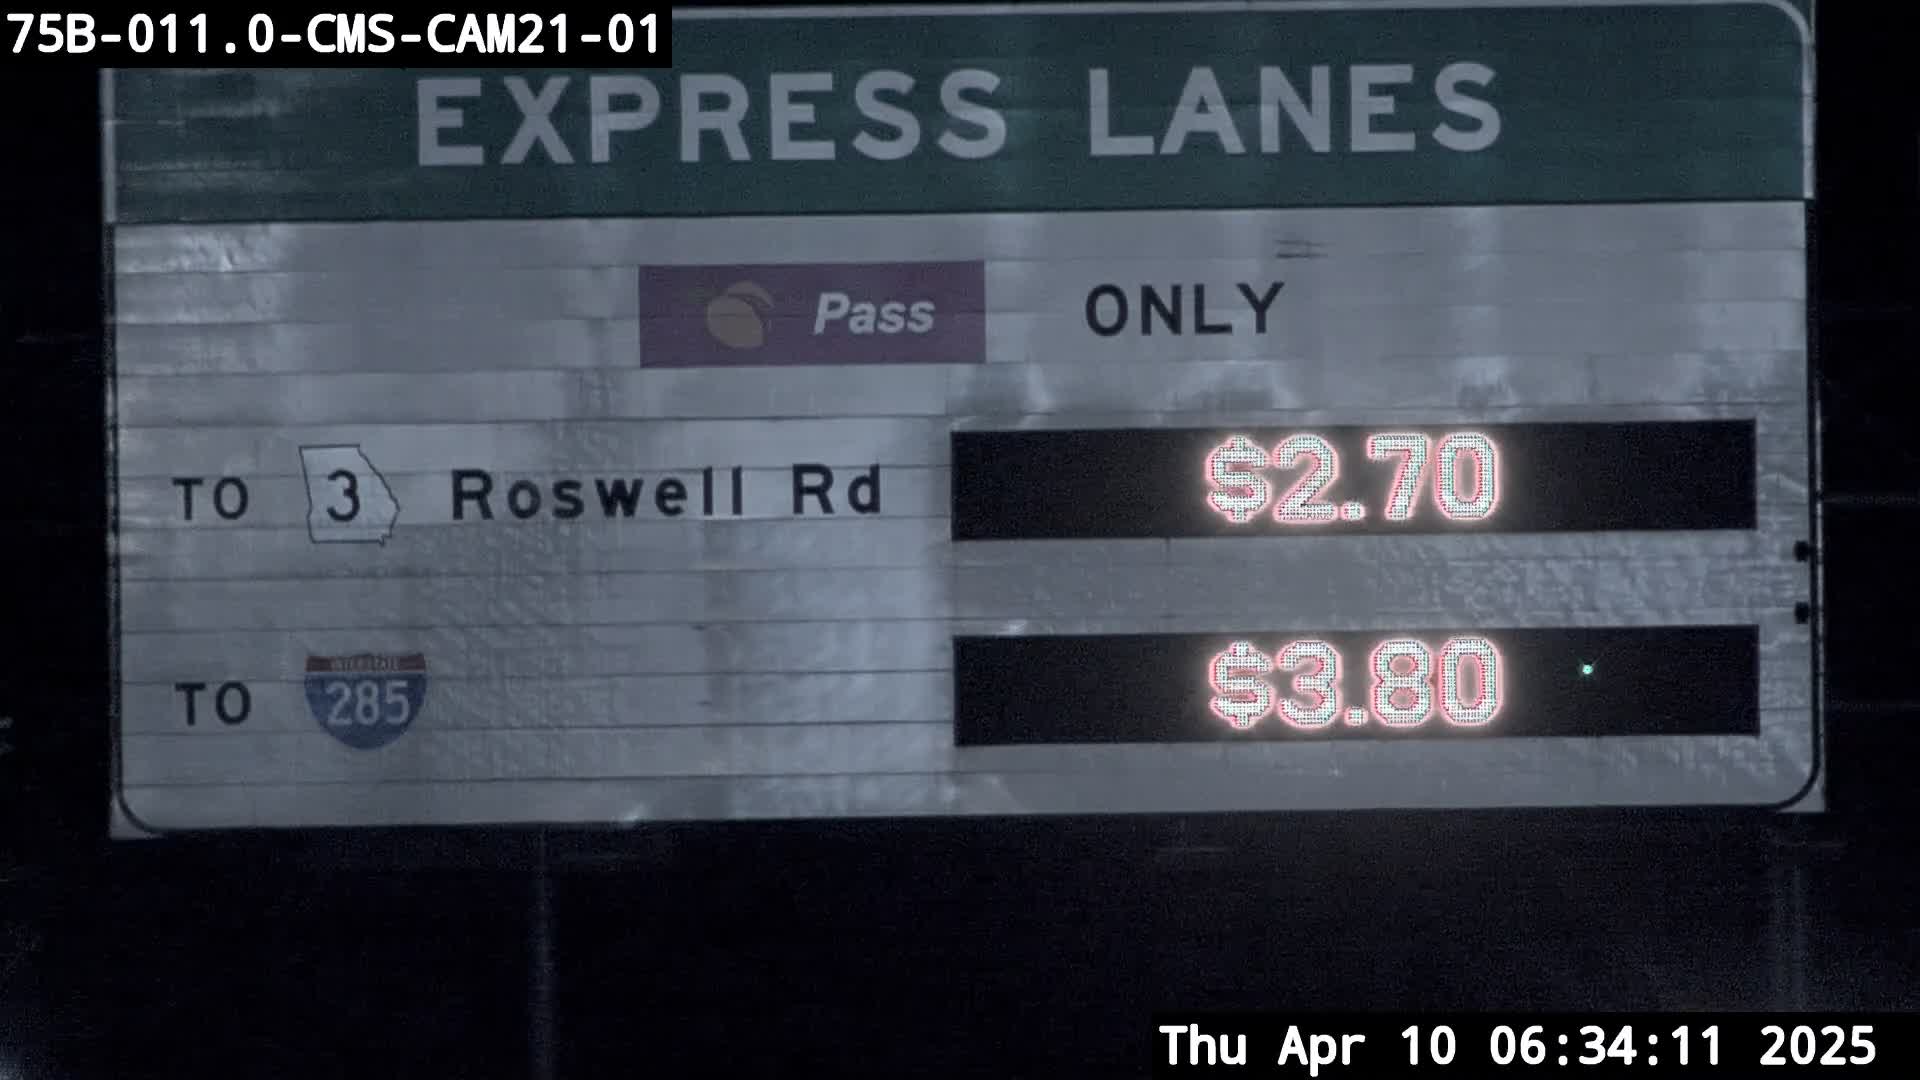 75B-011.0-CMS-CAM21-01
EXPRESS LANES
Pass ONLY
TO 3 Roswell Rd $2.70
TO INTERSTATE 285 $3.80
Thu Apr 10 06:34:11 2025